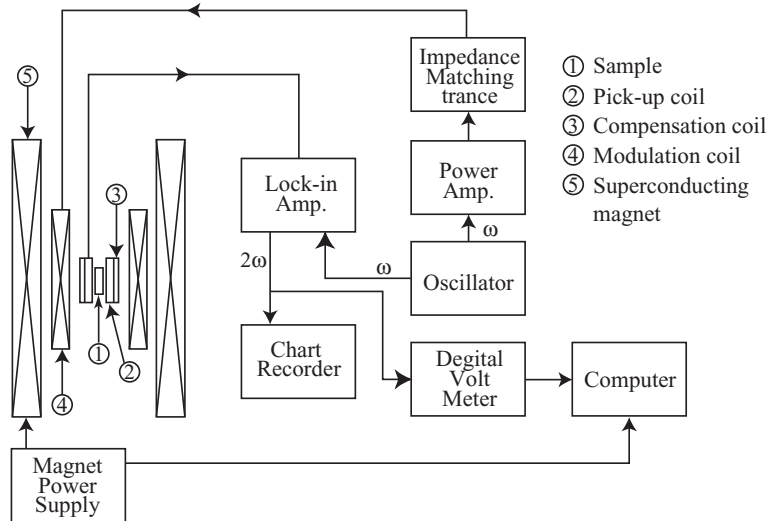 Impedance
Matching
trance
① Sample
② Pick-up coil
③ Compensation coil
④ Modulation coil
⑤ Superconducting
magnet
⑤
③
Lock-in
Amp.
Power
Amp.
ω
2ω
ω
Oscillator
①
②
④
Chart
Recorder
Degital
Volt
Meter
Computer
Magnet
Power
Supply